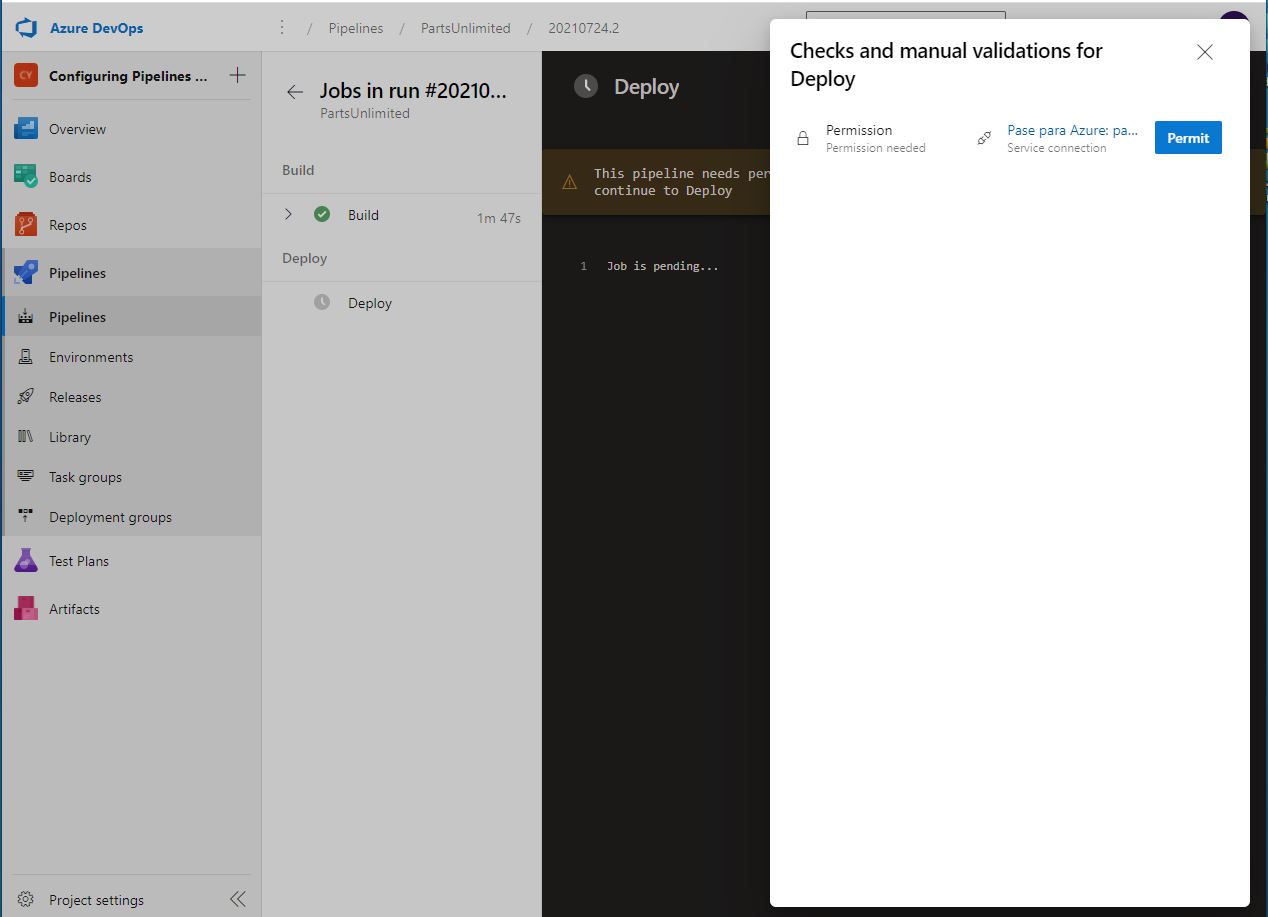 Azure DevOps
/ Pipelines / PartsUnlimited / 20210724.2
CY Configuring Pipelines ...
Overview
Boards
Repos
Pipelines
Pipelines
Environments
Releases
Library
Task groups
Deployment groups
Test Plans
Artifacts
Project settings
Jobs in run #20210...
PartsUnlimited
Build
Build 1m 47s
Deploy
Deploy
Deploy
This pipeline needs
continue to Deploy
1 Job is pending...
Checks and manual validations for
Deploy
Permission
Permission needed
Pase para Azure: pa...
Service connection
Permit